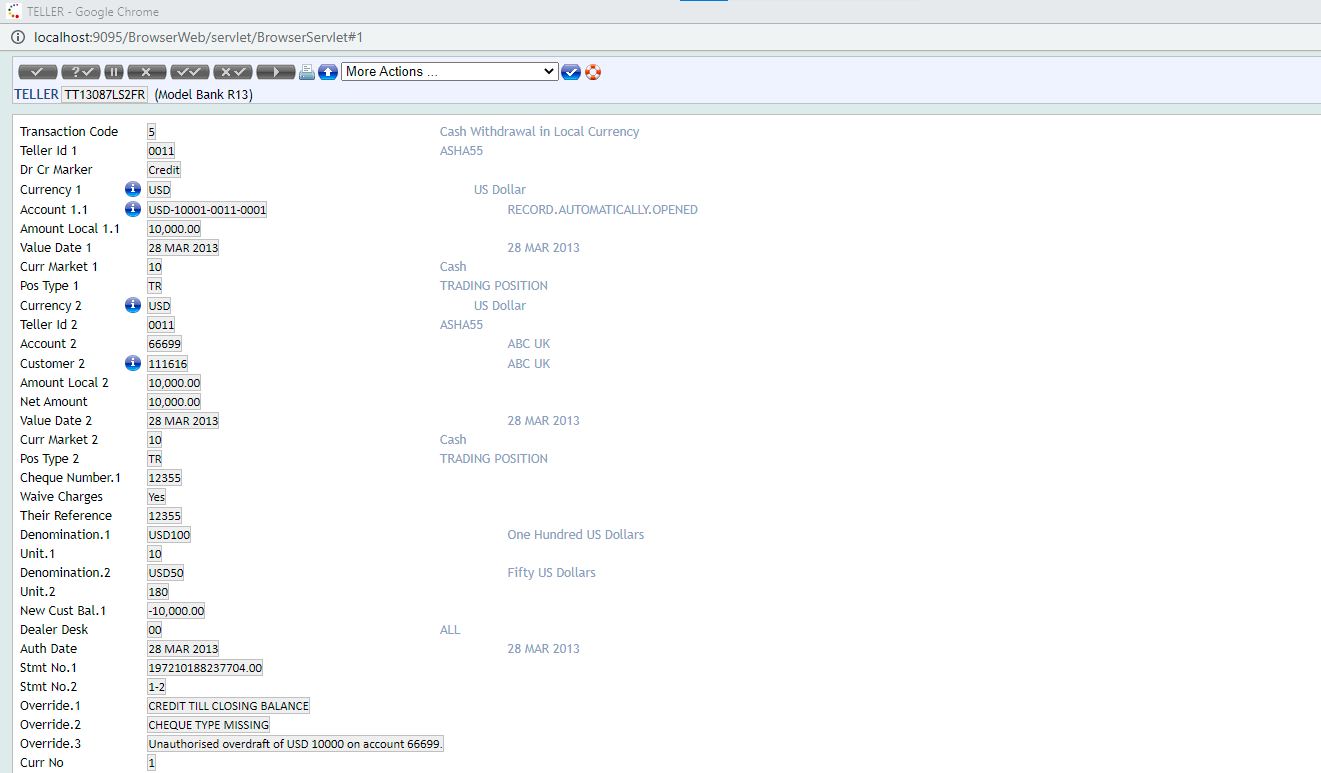 TELLER - Google Chrome
localhost:9095/BrowserWeb/servlet/BrowserServlet#1
More Actions ...
TELLER TT13087LS2FR (Model Bank R13)
Transaction Code 5 Cash Withdrawal in Local Currency
Teller Id 1 0011 ASHA55
Dr Cr Marker Credit
Currency 1 USD US Dollar
Account 1.1 USD-10001-0011-0001 RECORD.AUTOMATICALLY.OPENED
Amount Local 1.1 10,000.00
Value Date 1 28 MAR 2013 28 MAR 2013
Curr Market 1 10 Cash
Pos Type 1 TR TRADING POSITION
Currency 2 USD US Dollar
Teller Id 2 0011 ASHA55
Account 2 66699 ABC UK
Customer 2 111616 ABC UK
Amount Local 2 10,000.00
Net Amount 10,000.00
Value Date 2 28 MAR 2013 28 MAR 2013
Curr Market 2 10 Cash
Pos Type 2 TR TRADING POSITION
Cheque Number.1 12355
Waive Charges Yes
Their Reference 12355
Denomination.1 USD100 One Hundred US Dollars
Unit.1 10
Denomination.2 USD50 Fifty US Dollars
Unit.2 180
New Cust Bal.1 -10,000.00
Dealer Desk 00 ALL
Auth Date 28 MAR 2013 28 MAR 2013
Stmt No.1 197210188237704.00
Stmt No.2 1-2
Override.1 CREDIT TILL CLOSING BALANCE
Override.2 CHEQUE TYPE MISSING
Override.3 Unauthorised overdraft of USD 10000 on account 66699.
Curr No 1